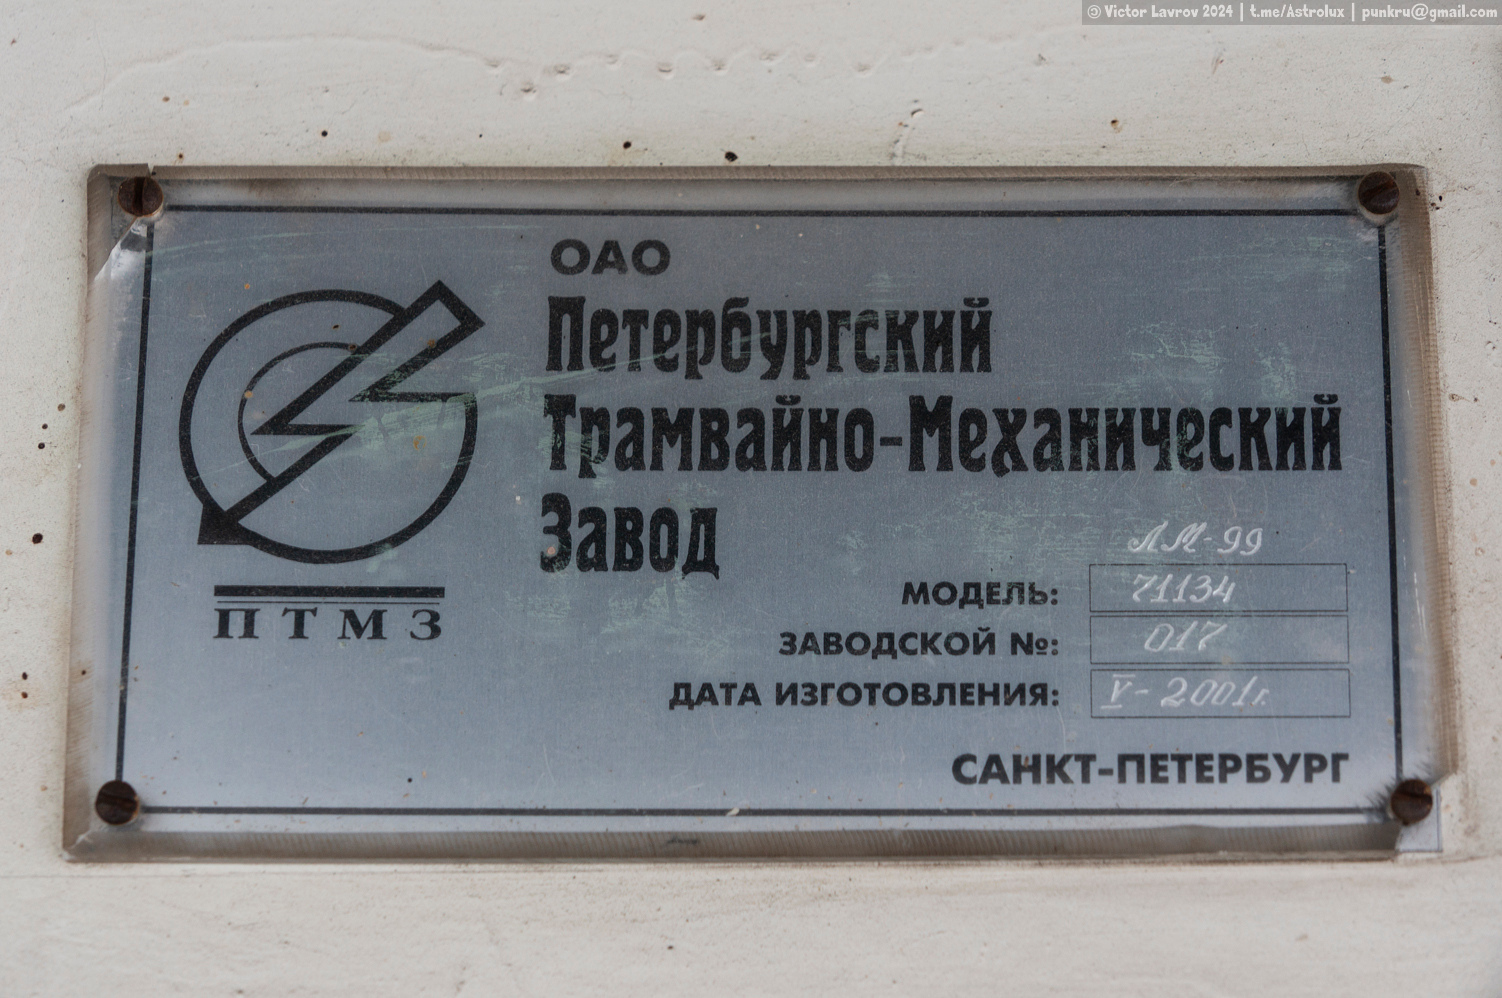 © Victor Lavrov 2024 | t.me/Astrolux | punkru@gmail.com
ОАО
Петербургский
Трамвайно-Механический
Завод
ПТМЗ
ЛМ-99
МОДЕЛЬ: 71134
ЗАВОДСКОЙ №: 017
ДАТА ИЗГОТОВЛЕНИЯ: V-2001г.
САНКТ-ПЕТЕРБУРГ